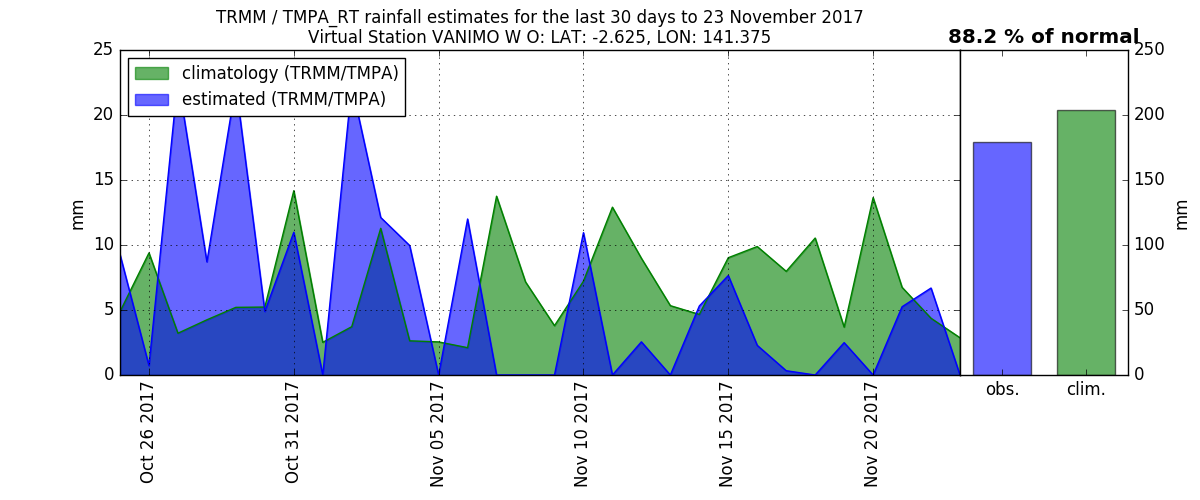 TRMM / TMPA_RT rainfall estimates for the last 30 days to 23 November 2017
Virtual Station VANIMO W O: LAT: -2.625, LON: 141.375
88.2 % of normal
climatology (TRMM/TMPA)
estimated (TRMM/TMPA)
25
20
15
10
5
0
mm
250
200
150
100
50
0
mm
Oct 26 2017
Oct 31 2017
Nov 05 2017
Nov 10 2017
Nov 15 2017
Nov 20 2017
obs.
clim.